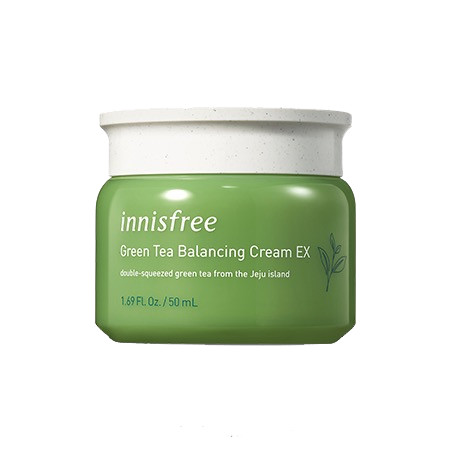 innisfree
Green Tea Balancing Cream EX
double-squeezed green tea from the Jeju island
1.69 Fl. Oz. / 50 mL